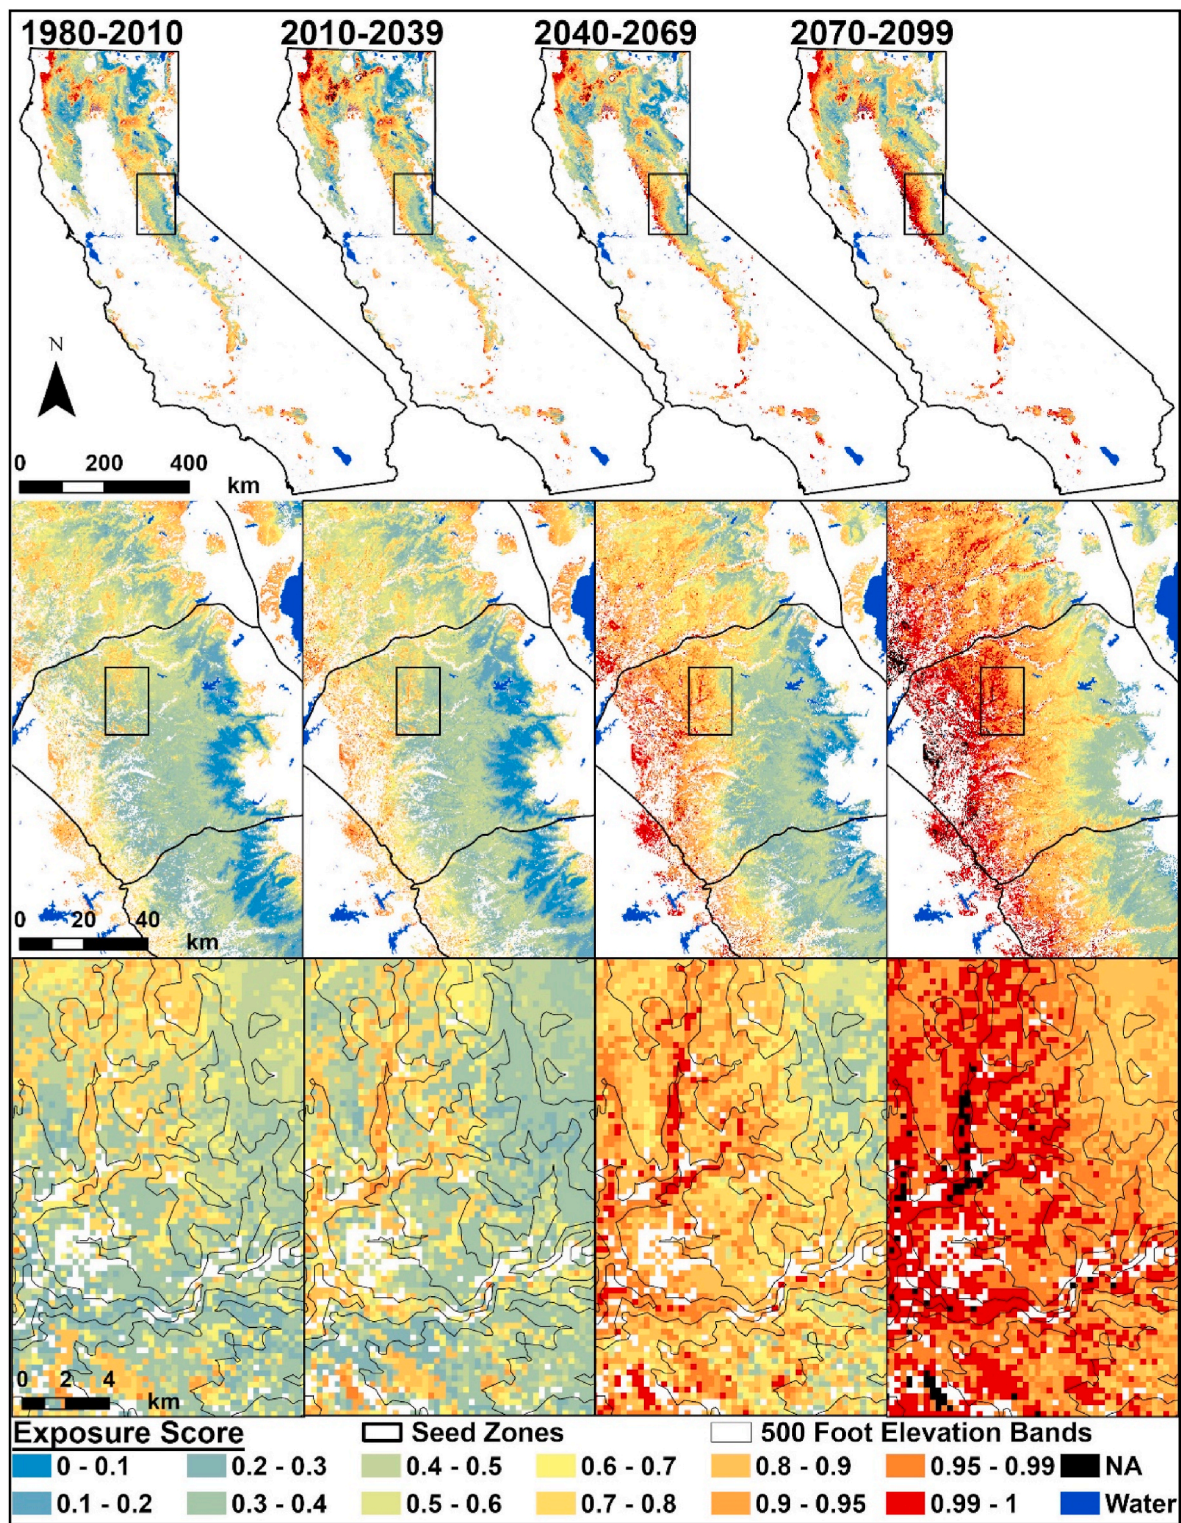 1980-2010 2010-2039 2040-2069 2070-2099
N
0 200 400
km
0 20 40
km
0 2 4
km
Exposure Score Seed Zones 500 Foot Elevation Bands
0 - 0.1 0.2 - 0.3 0.4 - 0.5 0.6 - 0.7 0.8 - 0.9 0.95 - 0.99 NA
0.1 - 0.2 0.3 - 0.4 0.5 - 0.6 0.7 - 0.8 0.9 - 0.95 0.99 - 1 Water